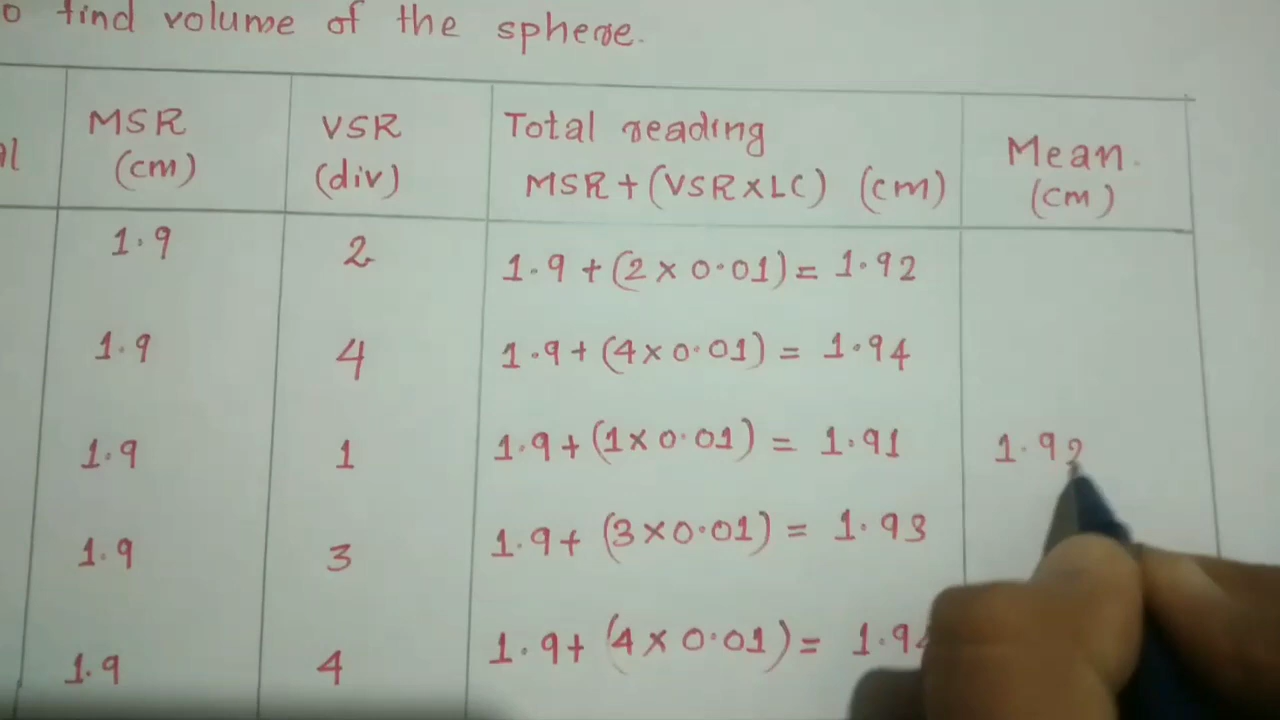 o find volume of the sphere.
al
MSR
(cm)
VSR
(div)
Total reading
MSR + (VSR X LC) (cm)
Mean.
(cm)
1.9 2 1.9 + (2 x 0.01) = 1.92
1.9 4 1.9 + (4 x 0.01) = 1.94
1.9 1 1.9 + (1 x 0.01) = 1.91 1.92
1.9 3 1.9 + (3 x 0.01) = 1.93
1.9 4 1.9 + (4 x 0.01) = 1.9